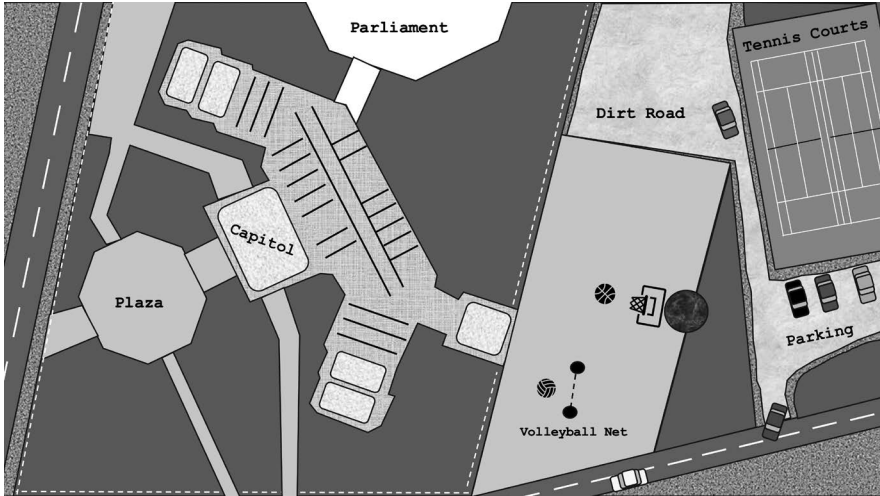 Parliament
Tennis Courts
Dirt Road
Capitol
Plaza
Parking
Volleyball Net